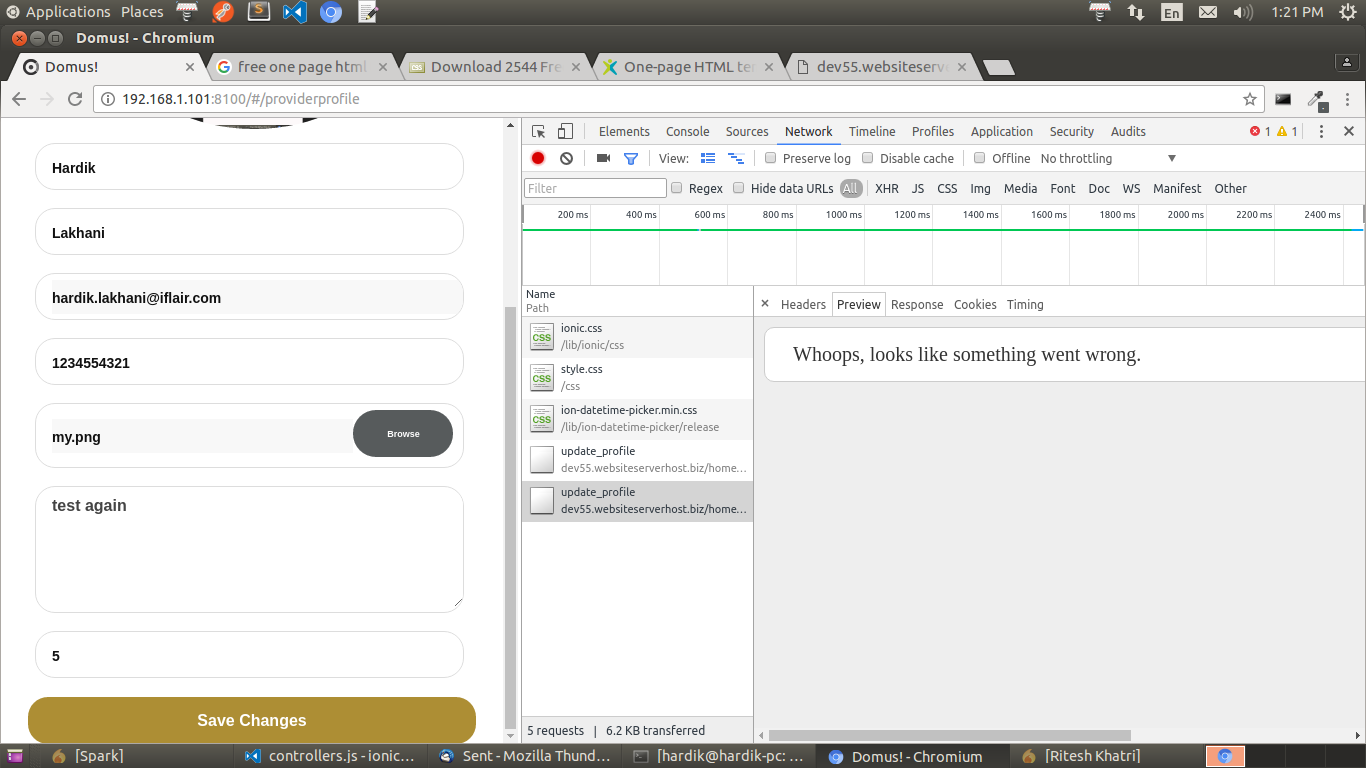 Applications Places
En
1:21 PM
Domus! - Chromium
Domus!
free one page html
Download 2544 Fre
One-page HTML te
dev55.websiteserv
192.168.1.101:8100/#/providerprofile
Hardik
Lakhani
hardik.lakhani@iflair.com
1234554321
my.png
Browse
test again
5
Save Changes
Elements Console Sources Network Timeline Profiles Application Security Audits 1 1
View: Preserve log Disable cache Offline No throttling
Filter Regex Hide data URLs All XHR JS CSS Img Media Font Doc WS Manifest Other
200 ms 400 ms 600 ms 800 ms 1000 ms 1200 ms 1400 ms 1600 ms 1800 ms 2000 ms 2200 ms 2400 ms
Name
Path
CSS
ionic.css
/lib/ionic/css
CSS
style.css
/css
CSS
ion-datetime-picker.min.css
/lib/ion-datetime-picker/release
update_profile
dev55.websiteserverhost.biz/home...
update_profile
dev55.websiteserverhost.biz/home...
5 requests | 6.2 KB transferred
× Headers Preview Response Cookies Timing
Whoops, looks like something went wrong.
[Spark]
controllers.js - ionic...
Sent - Mozilla Thund...
[hardik@hardik-pc: ...
Domus! - Chromium
[Ritesh Khatri]